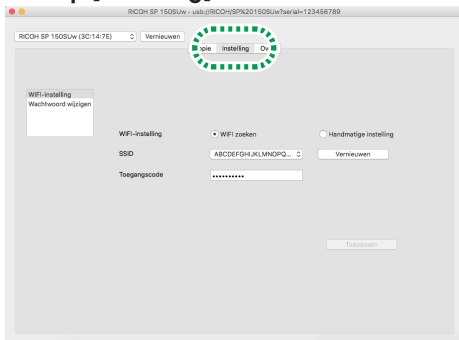 RICOH SP 150SUw - usb://RICOH/SP%20150SUw?serial=123456789
RICOH SP 150SUw (3C:14:7E) Vernieuwen
pie Instelling Ov
WIFI-instelling
Wachtwoord wijzigen
WIFI-instelling WIFI zoeken Handmatige instelling
SSID ABCDEFGHIJKLMNOPQ... Vernieuwen
Toegangscode ••••••••••
Toepassen